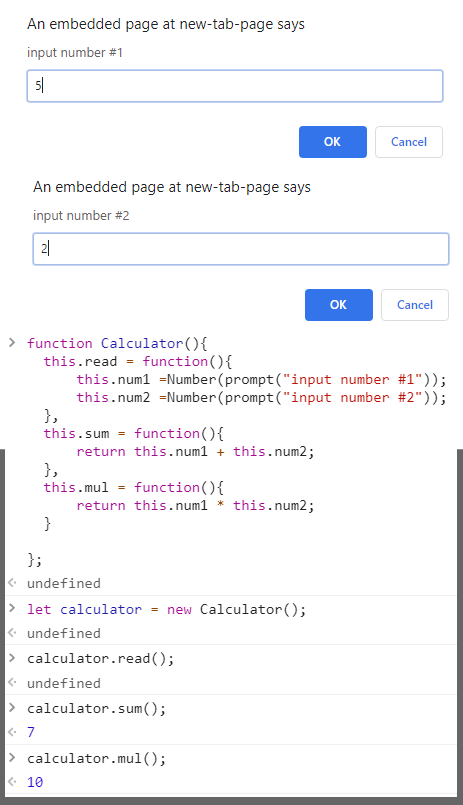 An embedded page at new-tab-page says
input number #1
5
OK Cancel
An embedded page at new-tab-page says
input number #2
2
OK Cancel
> function Calculator(){
this.read = function(){
this.num1 =Number(prompt("input number #1"));
this.num2 =Number(prompt("input number #2"));
},
this.sum = function(){
return this.num1 + this.num2;
},
this.mul = function(){
return this.num1 * this.num2;
}
};
undefined
> let calculator = new Calculator();
undefined
> calculator.read();
undefined
> calculator.sum();
7
> calculator.mul();
10